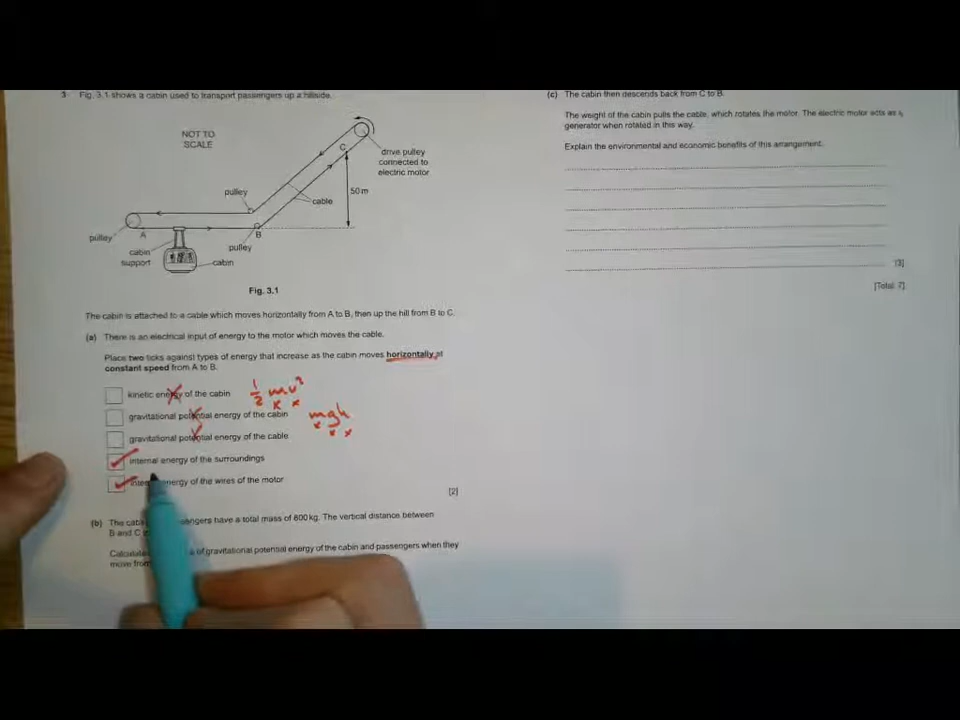 3 Fig. 3.1 shows a cabin used to transport passengers up a hillside.
NOT TO
SCALE
C
drive pulley
connected to
electric motor
pulley
50 m
cable
A
B
pulley
pulley
cabin
support
cabin
Fig. 3.1
The cabin is attached to a cable which moves horizontally from A to B, then up the hill from B to C.
(a) There is an electrical input of energy to the motor which moves the cable.
Place two ticks against types of energy that increase as the cabin moves horizontally at
constant speed from A to B.
kinetic energy of the cabin ½mv²
gravitational potential energy of the cabin mgh
gravitational potential energy of the cable
internal energy of the surroundings
energy of the wires of the motor
[2]
(b) The passengers have a total mass of 800 kg. The vertical distance between
B and C
of gravitational potential energy of the cabin and passengers when they
move from
(c) The cabin then descends back from C to B.
The weight of the cabin pulls the cable, which rotates the motor. The electric motor acts as a
generator when rotated in this way.
Explain the environmental and economic benefits of this arrangement.
[3]
[Total: 7]